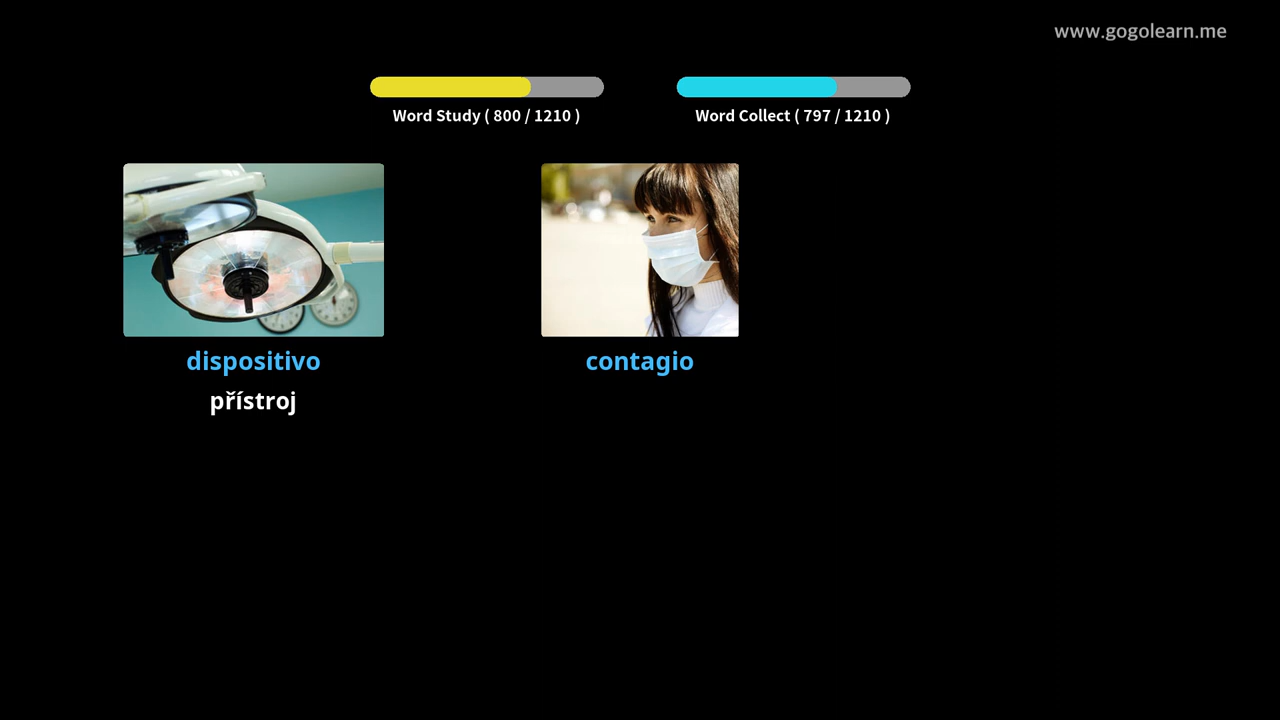 www.gogolearn.me
Word Study ( 800 / 1210 )
Word Collect ( 797 / 1210 )
dispositivo
contagio
přístroj